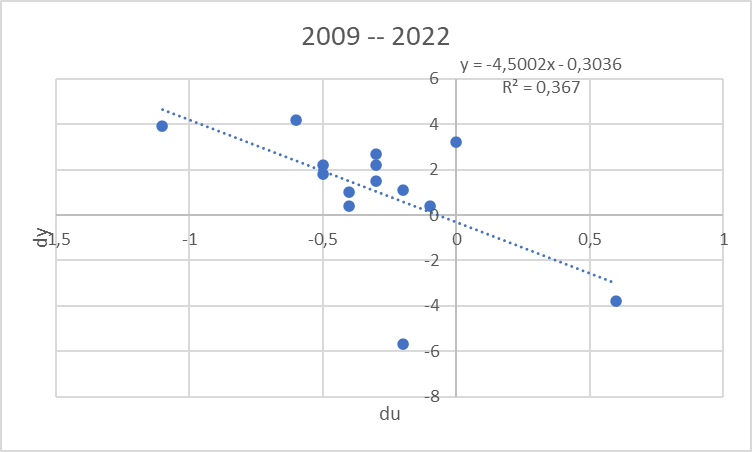 2009 -- 2022
y = -4,5002x - 0,3036
R² = 0,367
6
4
2
0
-2
-4
-6
-8
-1,5
-1
-0,5
0
0,5
1
dy
du